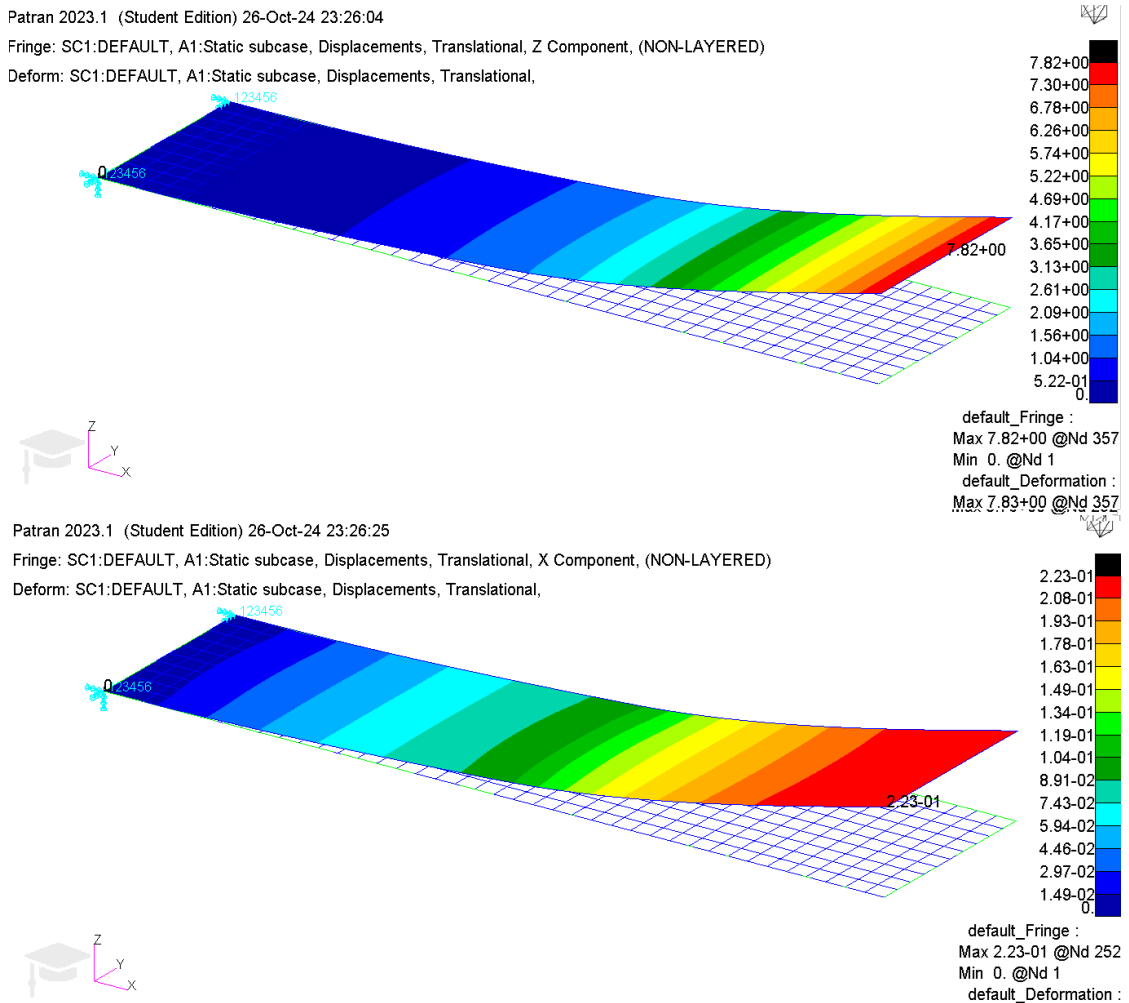 Patran 2023.1 (Student Edition) 26-Oct-24 23:26:04
Fringe: SC1:DEFAULT, A1:Static subcase, Displacements, Translational, Z Component, (NON-LAYERED)
Deform: SC1:DEFAULT, A1:Static subcase, Displacements, Translational,
123456
0
123456
7.82+00
7.82+00
7.30+00
6.78+00
6.26+00
5.74+00
5.22+00
4.69+00
4.17+00
3.65+00
3.13+00
2.61+00
2.09+00
1.56+00
1.04+00
5.22-01
0.
default_Fringe :
Max 7.82+00 @Nd 357
Min 0. @Nd 1
default_Deformation :
Max 7.83+00 @Nd 357
Z
Y
X
Patran 2023.1 (Student Edition) 26-Oct-24 23:26:25
Fringe: SC1:DEFAULT, A1:Static subcase, Displacements, Translational, X Component, (NON-LAYERED)
Deform: SC1:DEFAULT, A1:Static subcase, Displacements, Translational,
123456
0
123456
2.23-01
2.23-01
2.08-01
1.93-01
1.78-01
1.63-01
1.49-01
1.34-01
1.19-01
1.04-01
8.91-02
7.43-02
5.94-02
4.46-02
2.97-02
1.49-02
0.
default_Fringe :
Max 2.23-01 @Nd 252
Min 0. @Nd 1
default_Deformation :
Z
Y
X